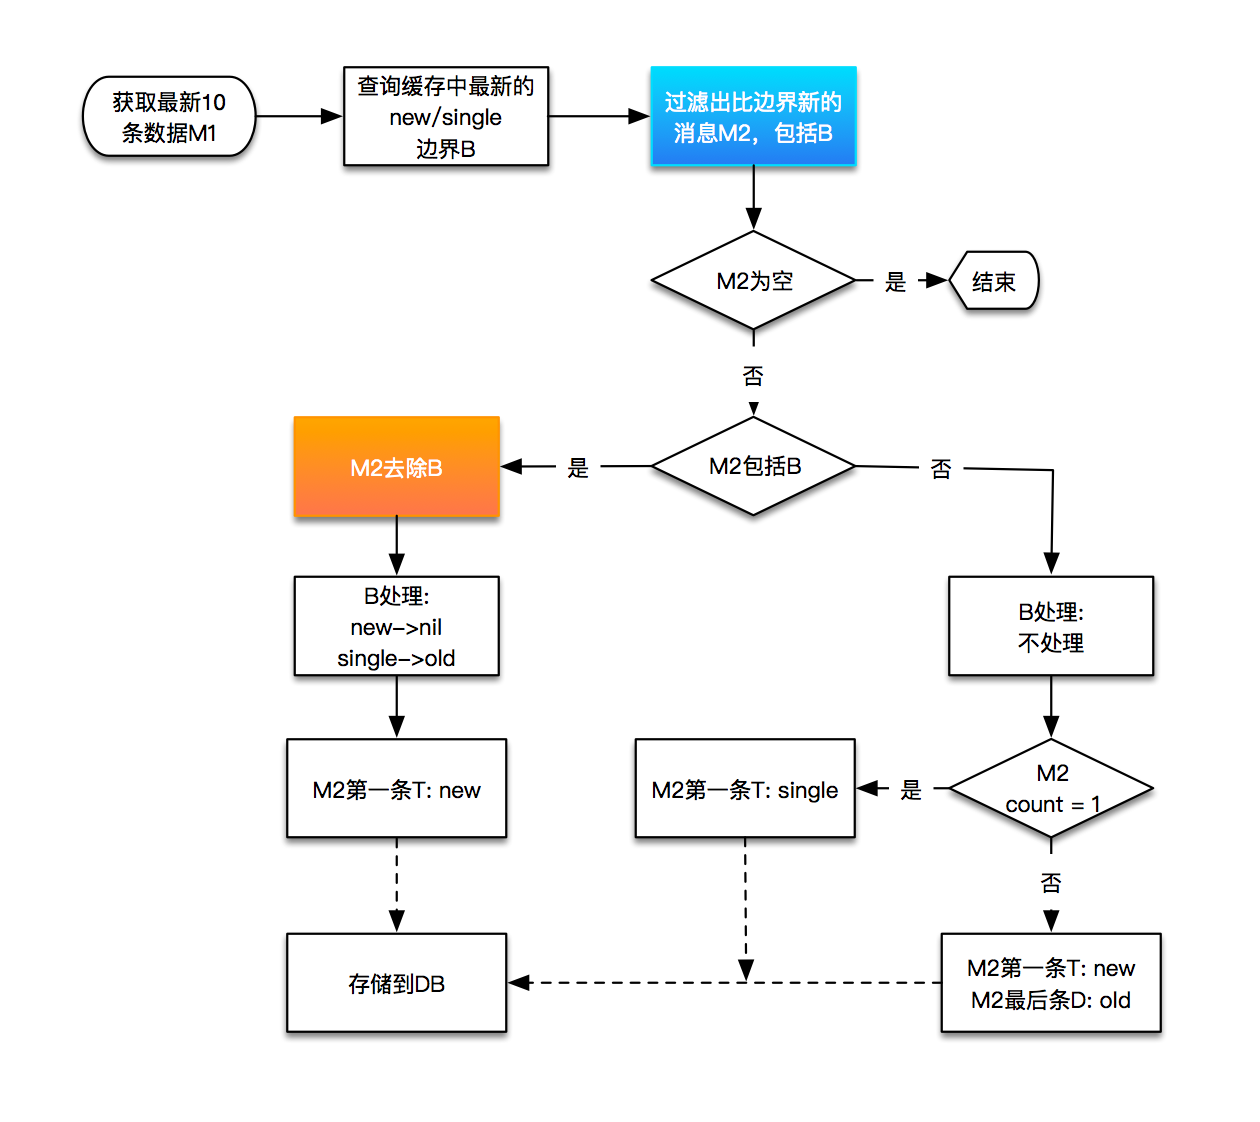 获取最新10
条数据M1
查询缓存中最新的
new/single
边界B
过滤出比边界新的
消息M2，包括B
M2为空
是
结束
否
M2包括B
是
否
M2去除B
B处理:
new->nil
single->old
B处理:
不处理
M2第一条T: new
M2第一条T: single
是
M2
count = 1
否
存储到DB
M2第一条T: new
M2最后条D: old